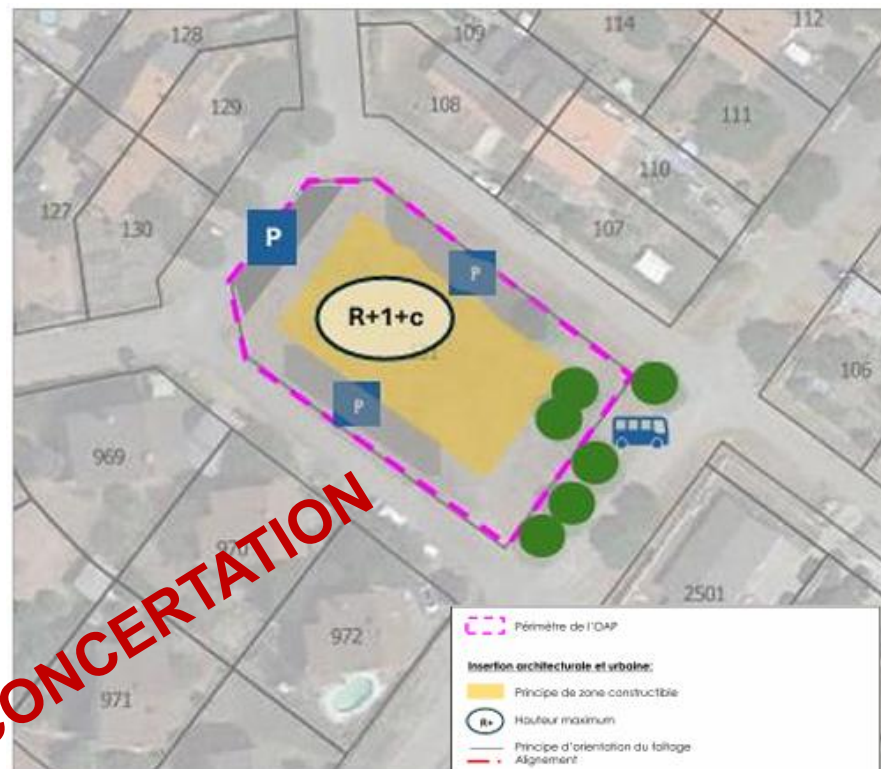 128
109
114
112
129
108
111
110
127
130
107
P
P
R+1+c
106
P
969
970
2501
972
971
CONCERTATION
Périmètre de l'OAP
Insertion architecturale et urbaine:
Principe de zone constructible
R+
Hauteur maximum
Principe d'orientation du faîtage
Alignement